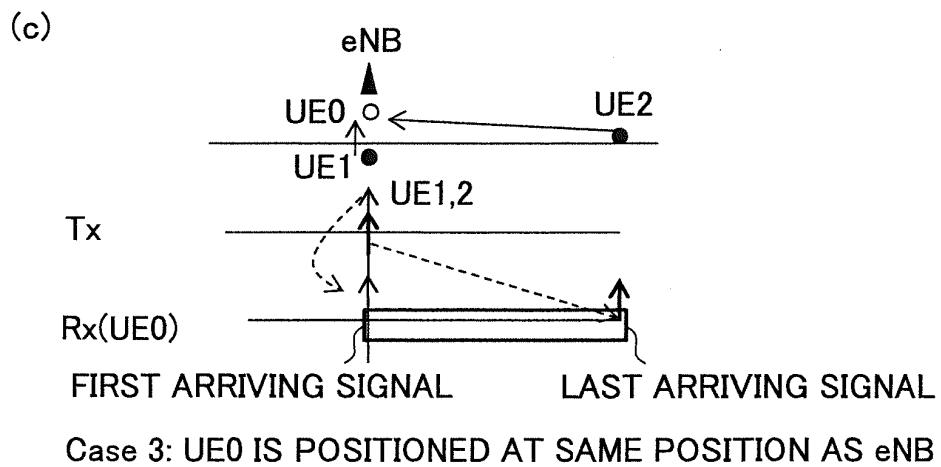 (c)
eNB
UE0
UE2
UE1
UE1,2
Tx
Rx(UE0)
FIRST ARRIVING SIGNAL
LAST ARRIVING SIGNAL
Case 3: UE0 IS POSITIONED AT SAME POSITION AS eNB